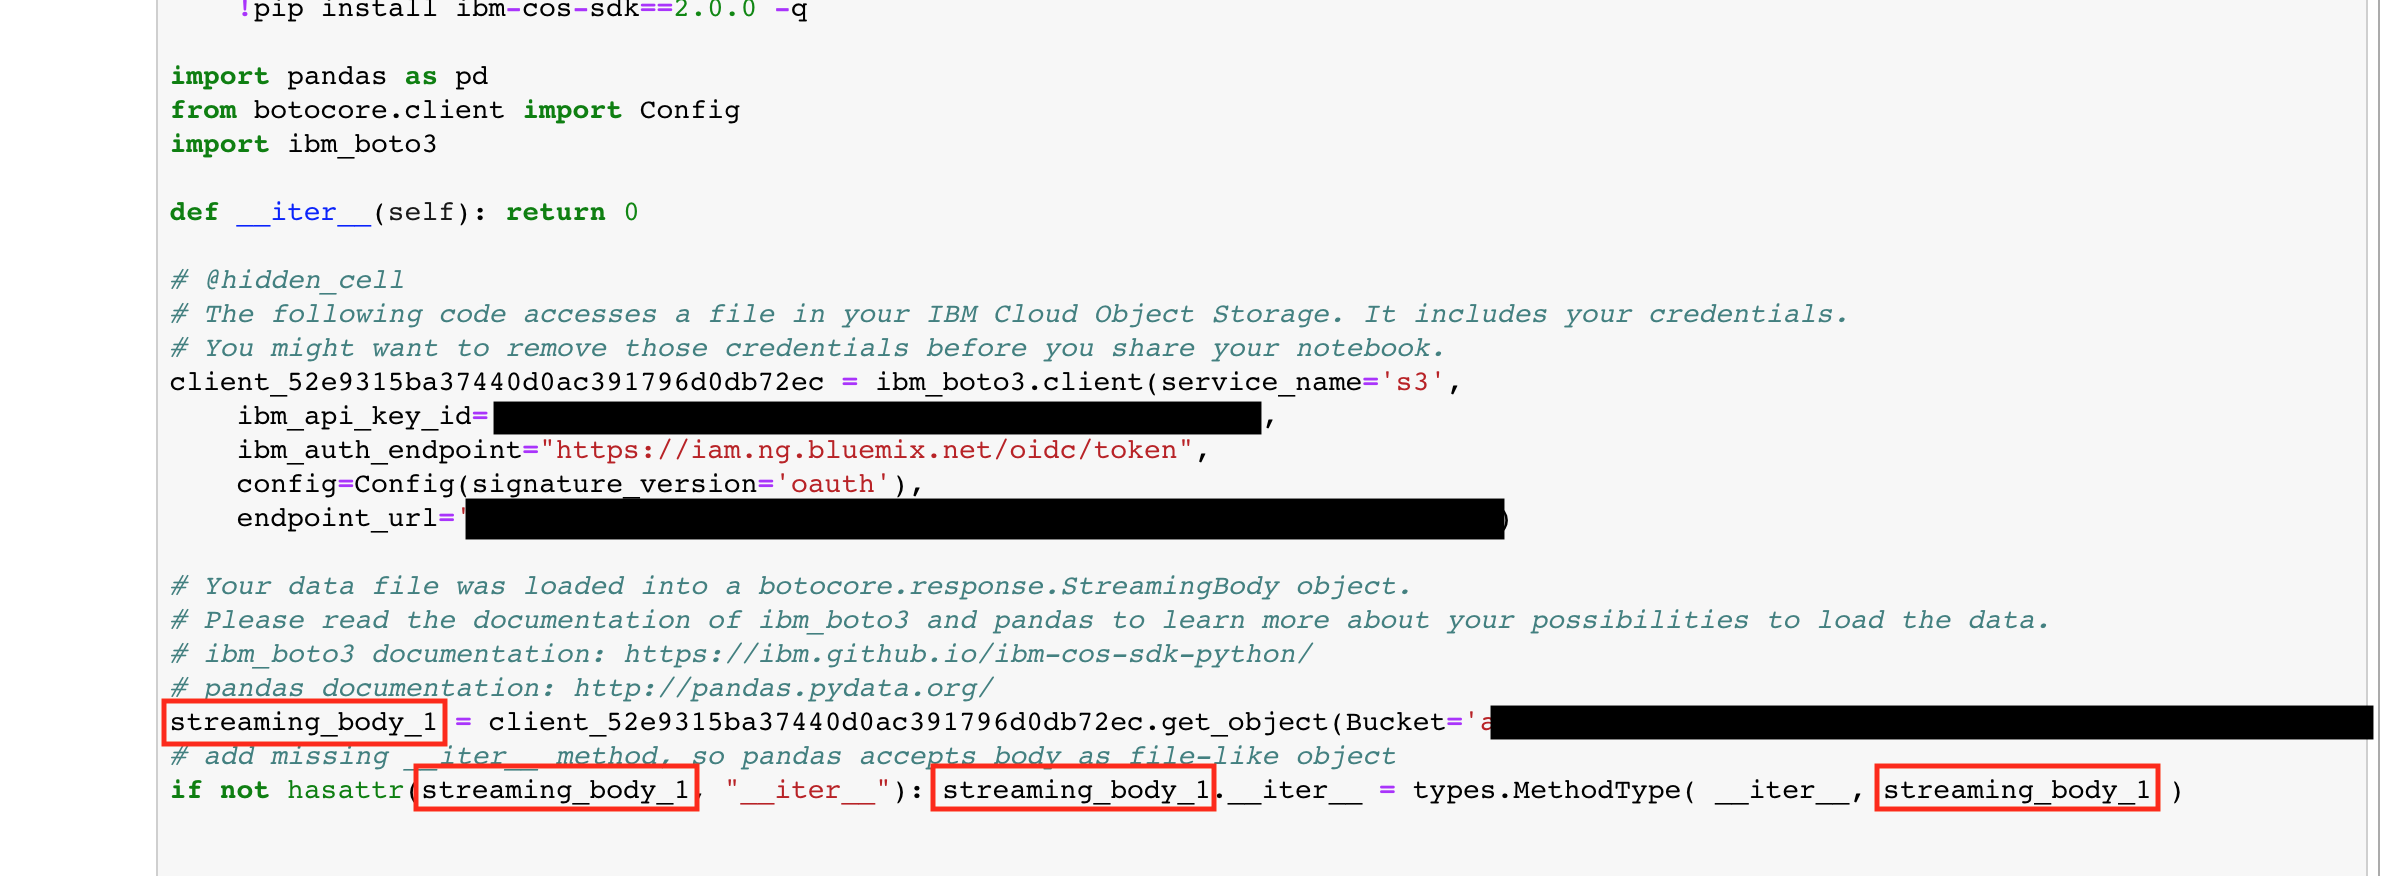 !pip install ibm-cos-sdk==2.0.0 -q
import pandas as pd
from botocore.client import Config
import ibm_boto3
def __iter__(self): return 0
# @hidden_cell
# The following code accesses a file in your IBM Cloud Object Storage. It includes your credentials.
# You might want to remove those credentials before you share your notebook.
client_52e9315ba37440d0ac391796d0db72ec = ibm_boto3.client(service_name='s3',
ibm_api_key_id= ,
ibm_auth_endpoint="https://iam.ng.bluemix.net/oidc/token",
config=Config(signature_version='oauth'),
endpoint_url=' )
# Your data file was loaded into a botocore.response.StreamingBody object.
# Please read the documentation of ibm_boto3 and pandas to learn more about your possibilities to load the data.
# ibm_boto3 documentation: https://ibm.github.io/ibm-cos-sdk-python/
# pandas documentation: http://pandas.pydata.org/
streaming_body_1 = client_52e9315ba37440d0ac391796d0db72ec.get_object(Bucket='a
# add missing __iter__ method, so pandas accepts body as file-like object
if not hasattr(streaming_body_1, "__iter__"): streaming_body_1.__iter__ = types.MethodType( __iter__, streaming_body_1 )